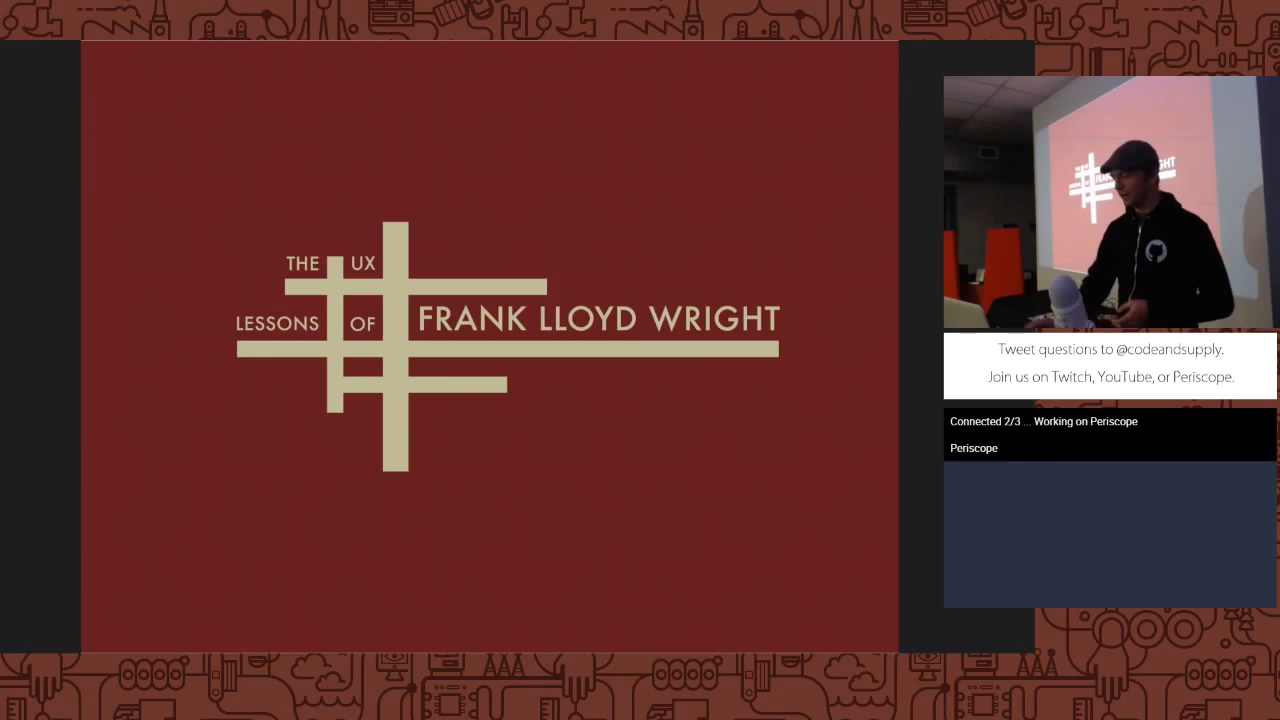 THE UX
LESSONS OF FRANK LLOYD WRIGHT
Tweet questions to @codeandsupply.
Join us on Twitch, YouTube, or Periscope.
Connected 2/3 ... Working on Periscope
Periscope